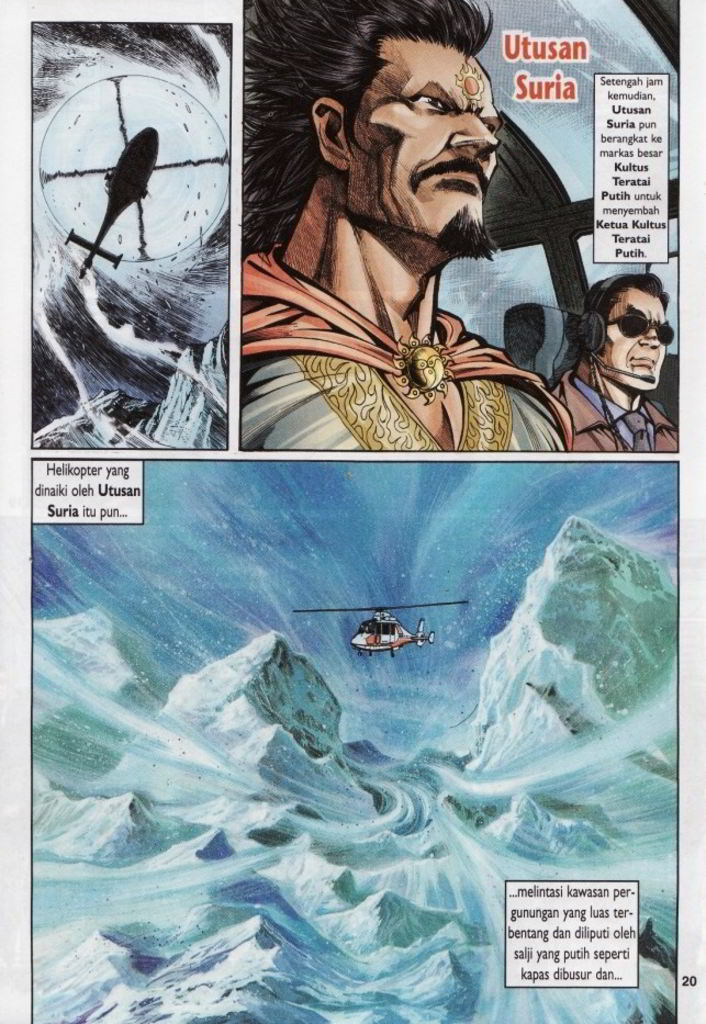 Utusan
Suria
Setengah jam
kemudian,
Utusan
Suria pun
berangkat ke
markas besar
Kultus
Teratai
Putih untuk
menyembah
Ketua Kultus
Teratai
Putih.
Helikopter yang
dinaiki oleh Utusan
Suria itu pun...
...melintasi kawasan per-
gunungan yang luas ter-
bentang dan diliputi oleh
salji yang putih seperti
kapas dibusur dan...
20